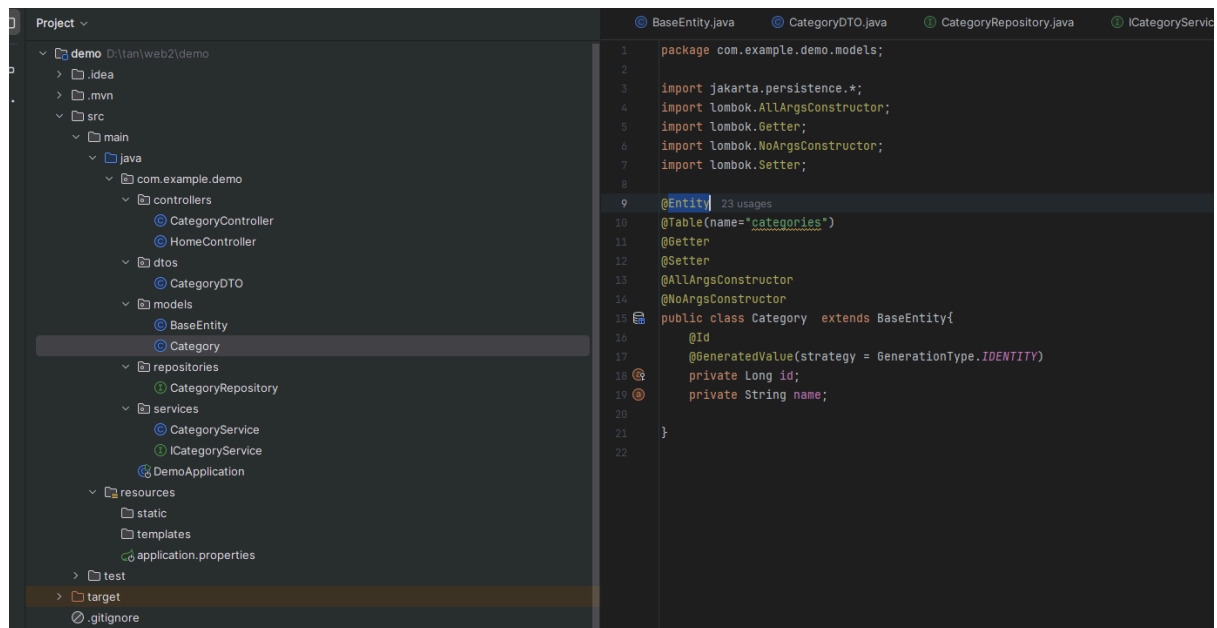 Project
demo D:\tan\web2\demo
.idea
.mvn
src
main
java
com.example.demo
controllers
CategoryController
HomeController
dtos
CategoryDTO
models
BaseEntity
Category
repositories
CategoryRepository
services
CategoryService
ICategoryService
DemoApplication
resources
static
templates
application.properties
test
target
.gitignore
BaseEntity.java CategoryDTO.java CategoryRepository.java ICategoryServic
1 package com.example.demo.models;
2
3 import jakarta.persistence.*;
4 import lombok.AllArgsConstructor;
5 import lombok.Getter;
6 import lombok.NoArgsConstructor;
7 import lombok.Setter;
8
9 @Entity 23 usages
10 @Table(name="categories")
11 @Getter
12 @Setter
13 @AllArgsConstructor
14 @NoArgsConstructor
15 public class Category extends BaseEntity{
16 @Id
17 @GeneratedValue(strategy = GenerationType.IDENTITY)
18 private Long id;
19 private String name;
20
21 }
22